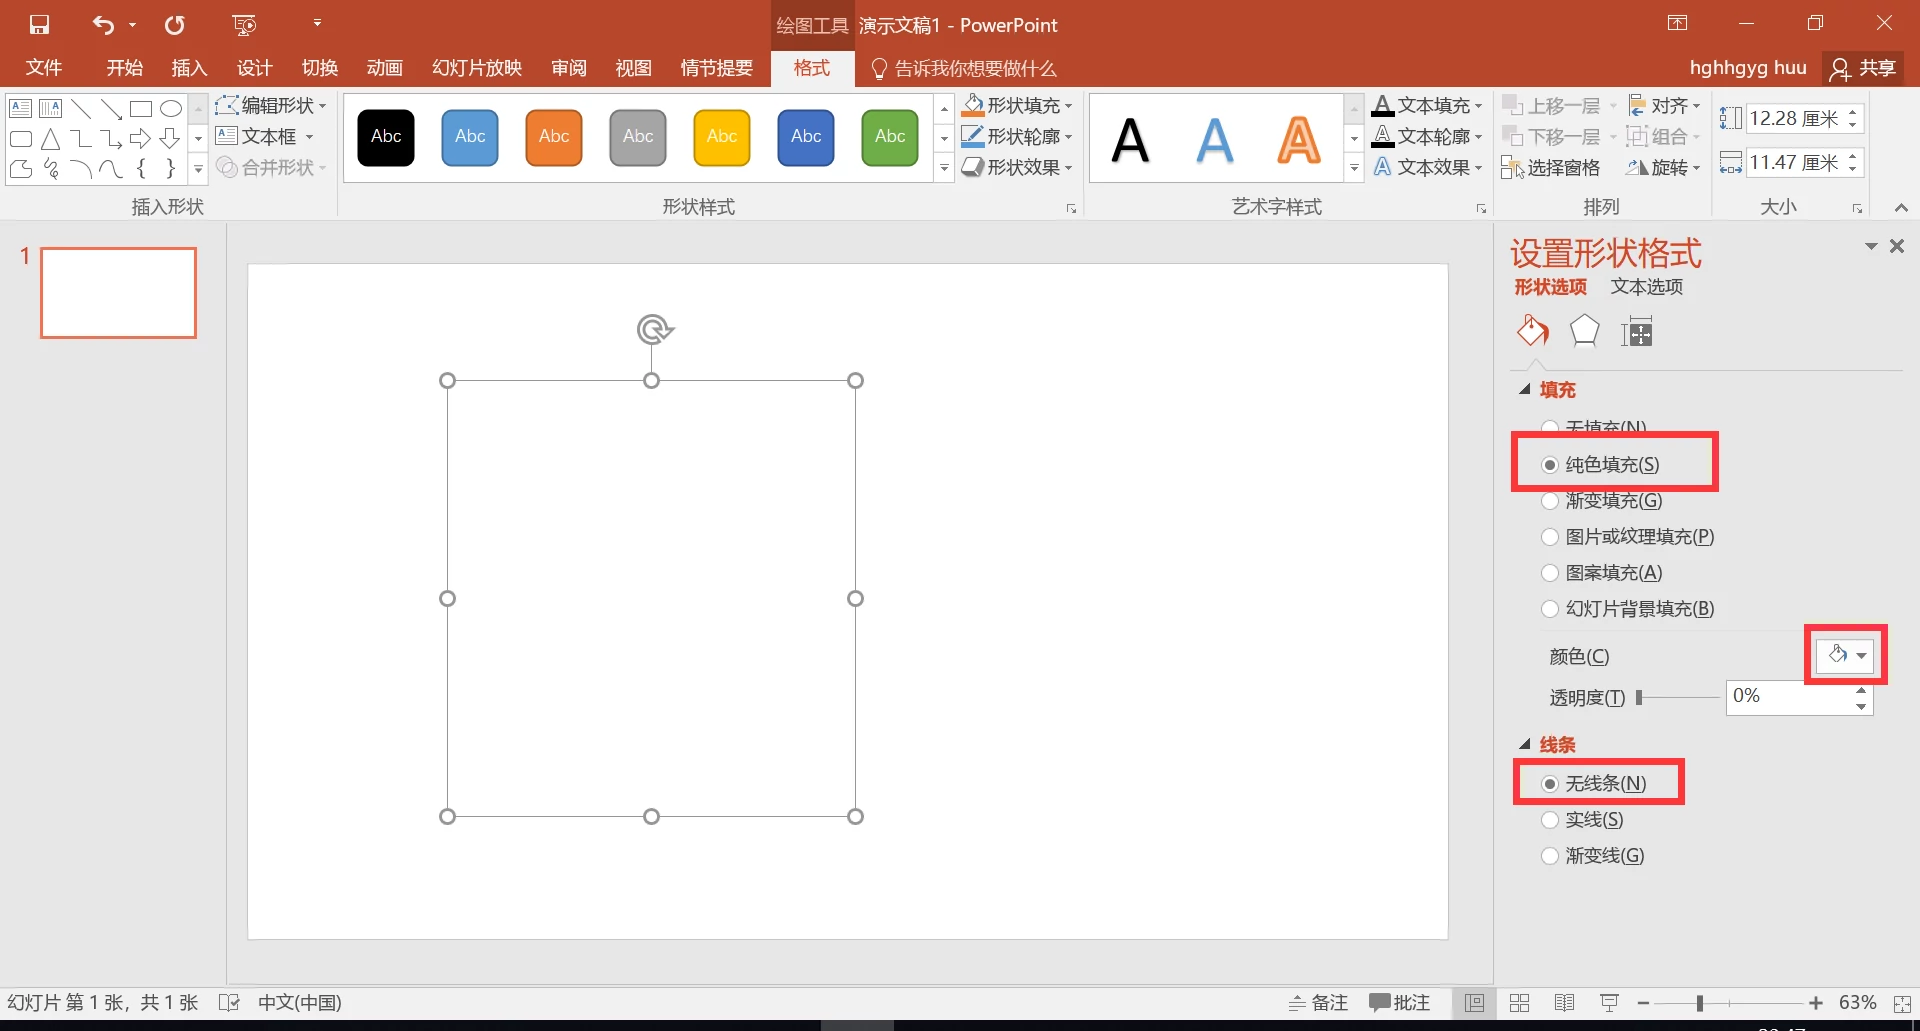 绘图工具 演示文稿1 - PowerPoint
文件 开始 插入 设计 切换 动画 幻灯片放映 审阅 视图 情节提要 格式 告诉我你想要做什么 hghhgyg huu 共享
编辑形状
文本框
合并形状
插入形状
Abc Abc Abc Abc Abc Abc Abc
形状填充
形状轮廓
形状效果
形状样式
A A A
文本填充
文本轮廓
文本效果
艺术字样式
上移一层 对齐
下移一层 组合
选择窗格 旋转
排列
12.28 厘米
11.47 厘米
大小
1
设置形状格式
形状选项 文本选项
填充
无填充(N)
纯色填充(S)
渐变填充(G)
图片或纹理填充(P)
图案填充(A)
幻灯片背景填充(B)
颜色(C)
透明度(T) 0%
线条
无线条(N)
实线(S)
渐变线(G)
幻灯片 第 1 张，共 1 张 中文(中国) 备注 批注 63%